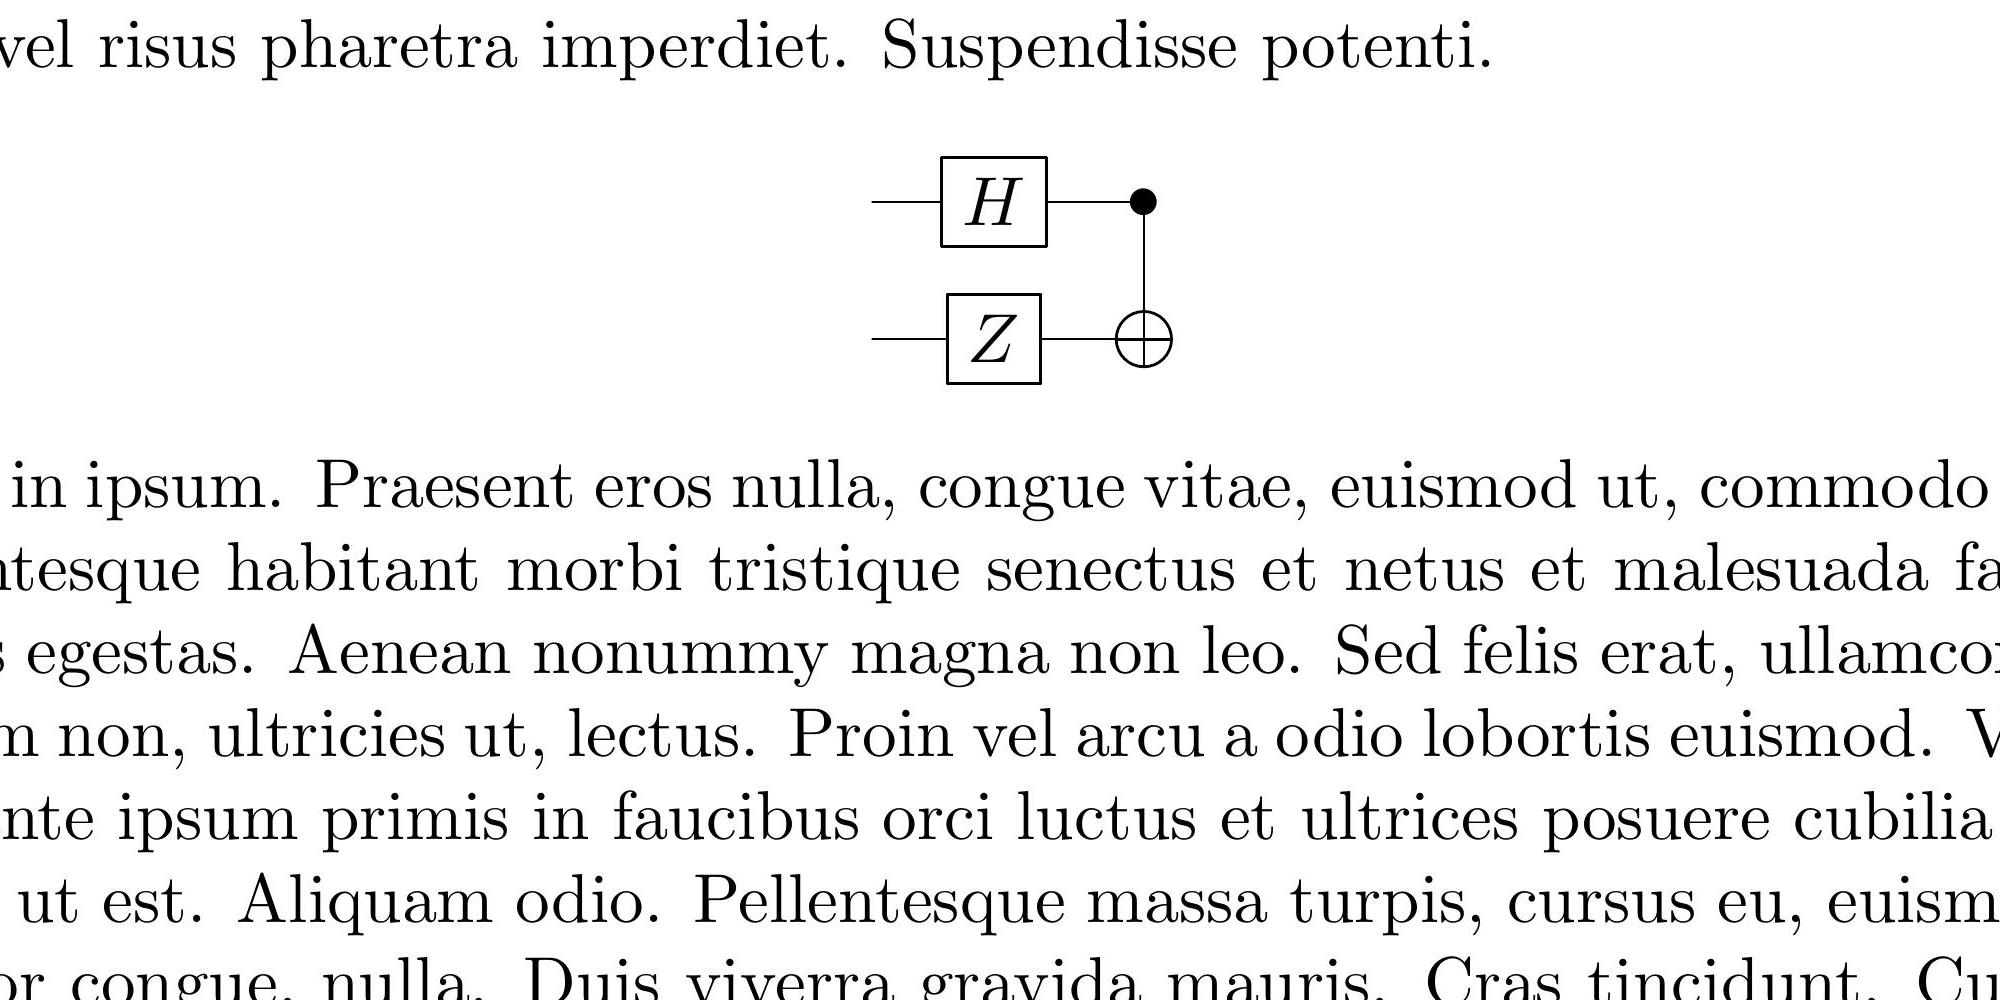 vel risus pharetra imperdiet. Suspendisse potenti.
H
Z
in ipsum. Praesent eros nulla, congue vitae, euismod ut, commodo
ntesque habitant morbi tristique senectus et netus et malesuada fa
s egestas. Aenean nonummy magna non leo. Sed felis erat, ullamcor
m non, ultricies ut, lectus. Proin vel arcu a odio lobortis euismod. V
nte ipsum primis in faucibus orci luctus et ultrices posuere cubilia
ut est. Aliquam odio. Pellentesque massa turpis, cursus eu, euism
or congue, nulla. Duis viverra gravida mauris. Cras tincidunt. Cu